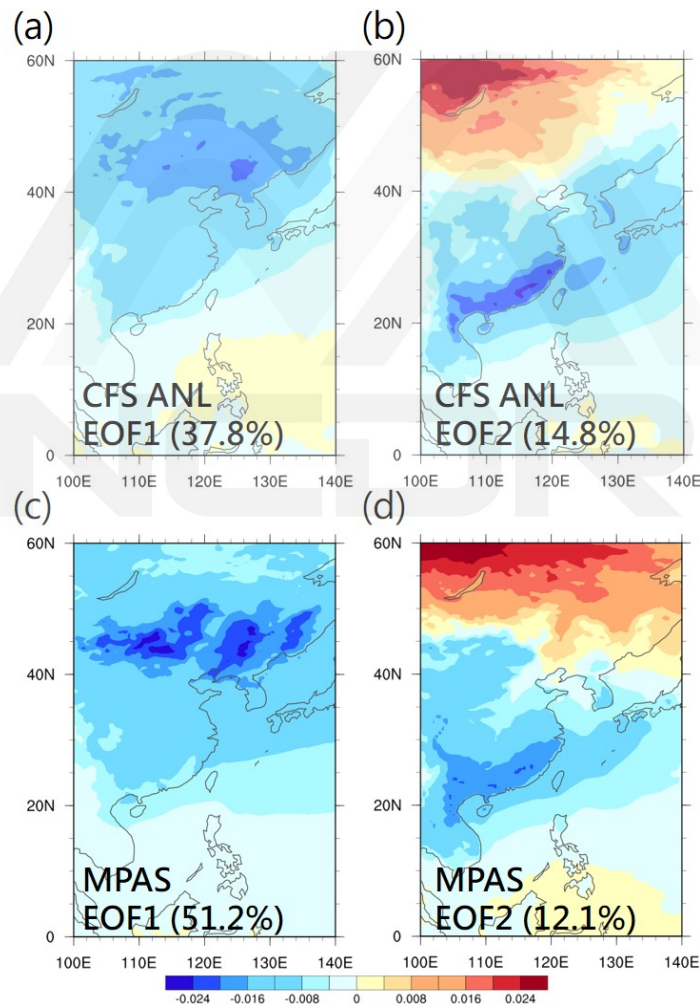 (a)
(b)
60N
60N
40N
40N
20N
20N
CFS ANL
EOF1 (37.8%)
CFS ANL
EOF2 (14.8%)
0
0
100E 110E 120E 130E 140E
100E 110E 120E 130E 140E
NCDR
(c)
(d)
60N
60N
40N
40N
20N
20N
MPAS
EOF1 (51.2%)
MPAS
EOF2 (12.1%)
0
0
100E 110E 120E 130E 140E
100E 110E 120E 130E 140E
-0.024 -0.016 -0.008 0 0.008 0.016 0.024